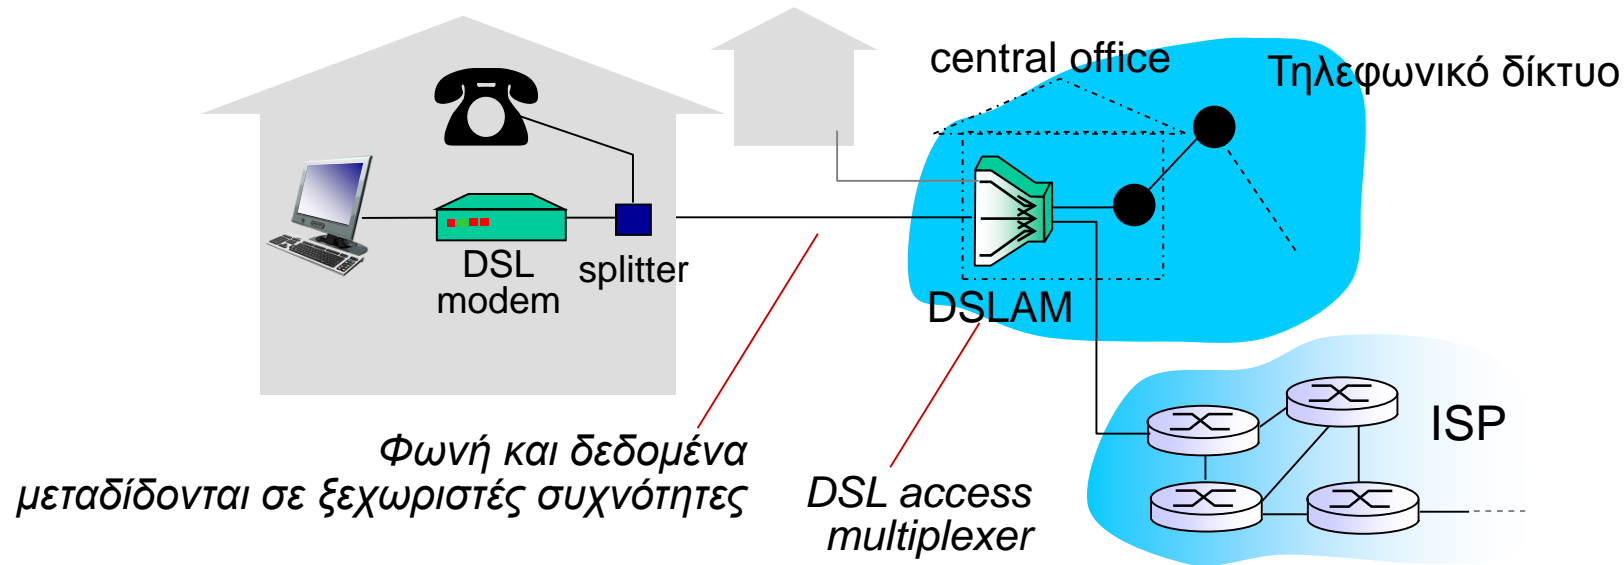 central office
Τηλεφωνικό δίκτυο
DSL
modem
splitter
DSLAM
ISP
Φωνή και δεδομένα
μεταδίδονται σε ξεχωριστές συχνότητες
DSL access
multiplexer